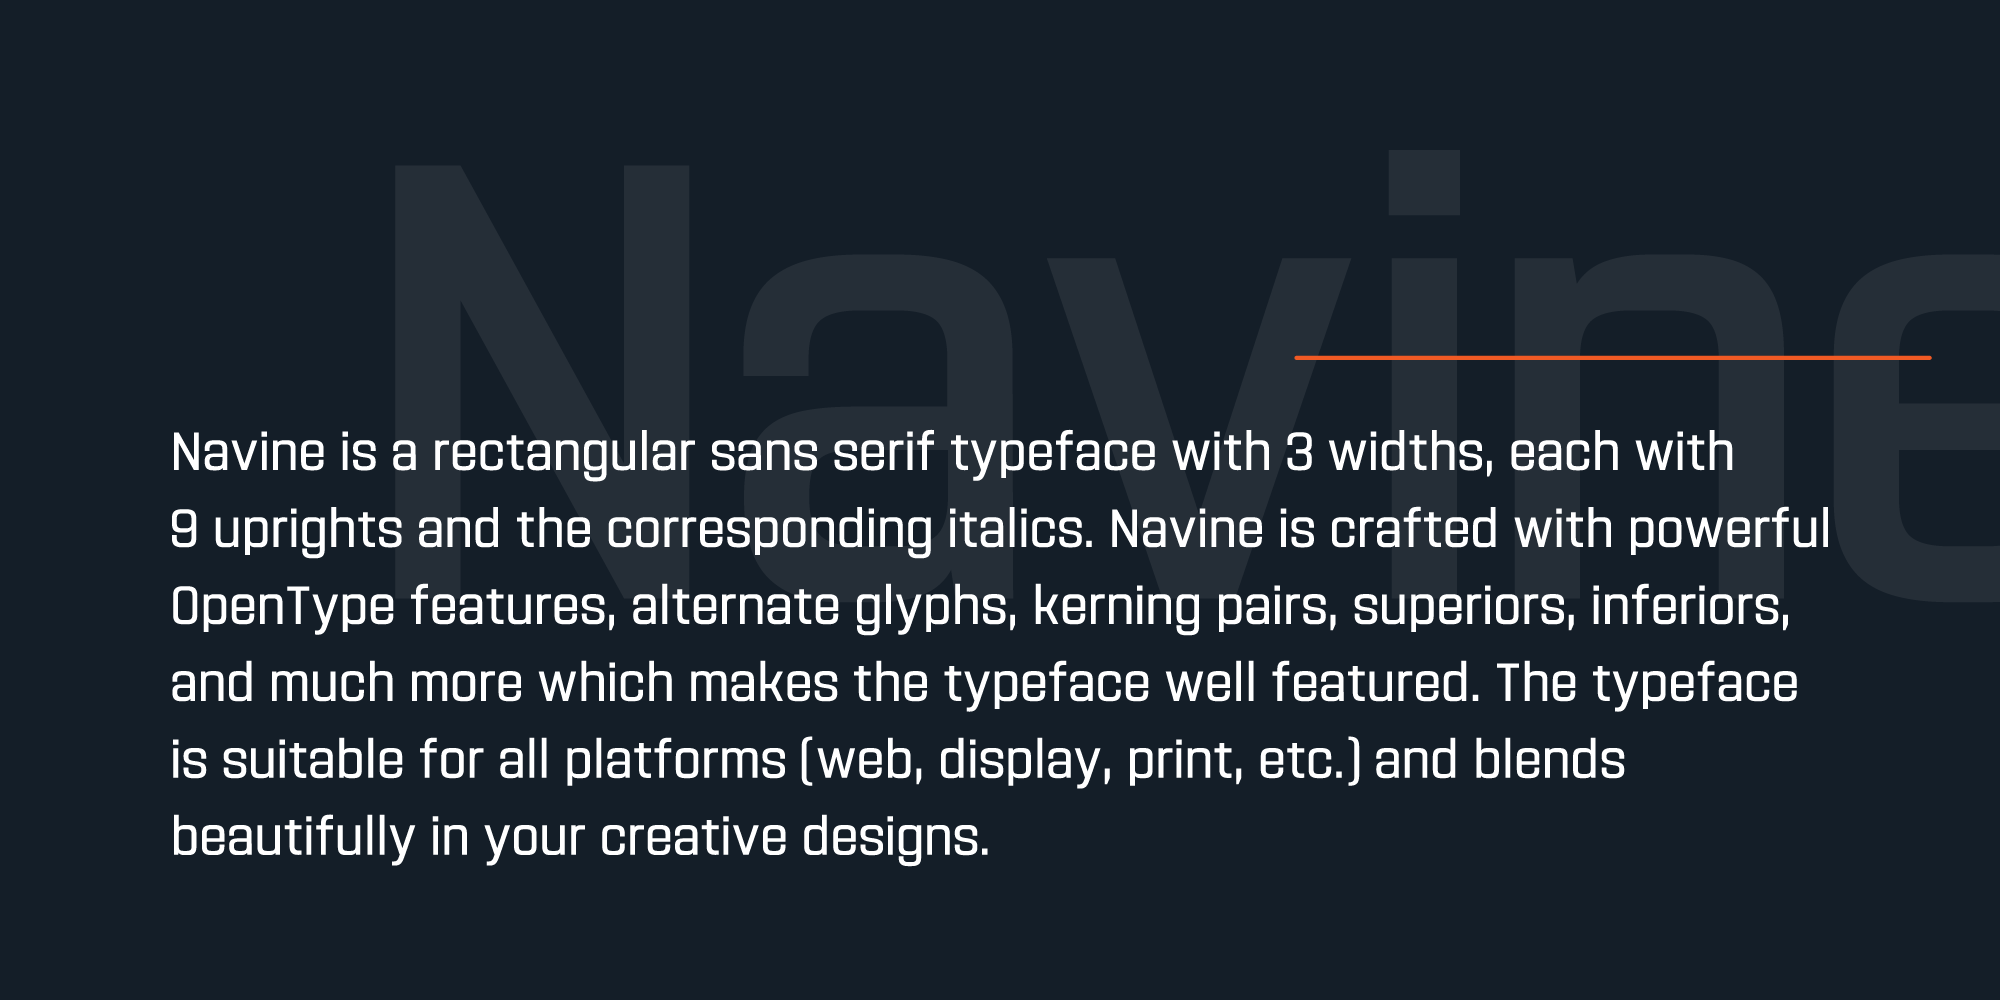 Navine
Navine is a rectangular sans serif typeface with 3 widths, each with
9 uprights and the corresponding italics. Navine is crafted with powerful
OpenType features, alternate glyphs, kerning pairs, superiors, inferiors,
and much more which makes the typeface well featured. The typeface
is suitable for all platforms (web, display, print, etc.) and blends
beautifully in your creative designs.